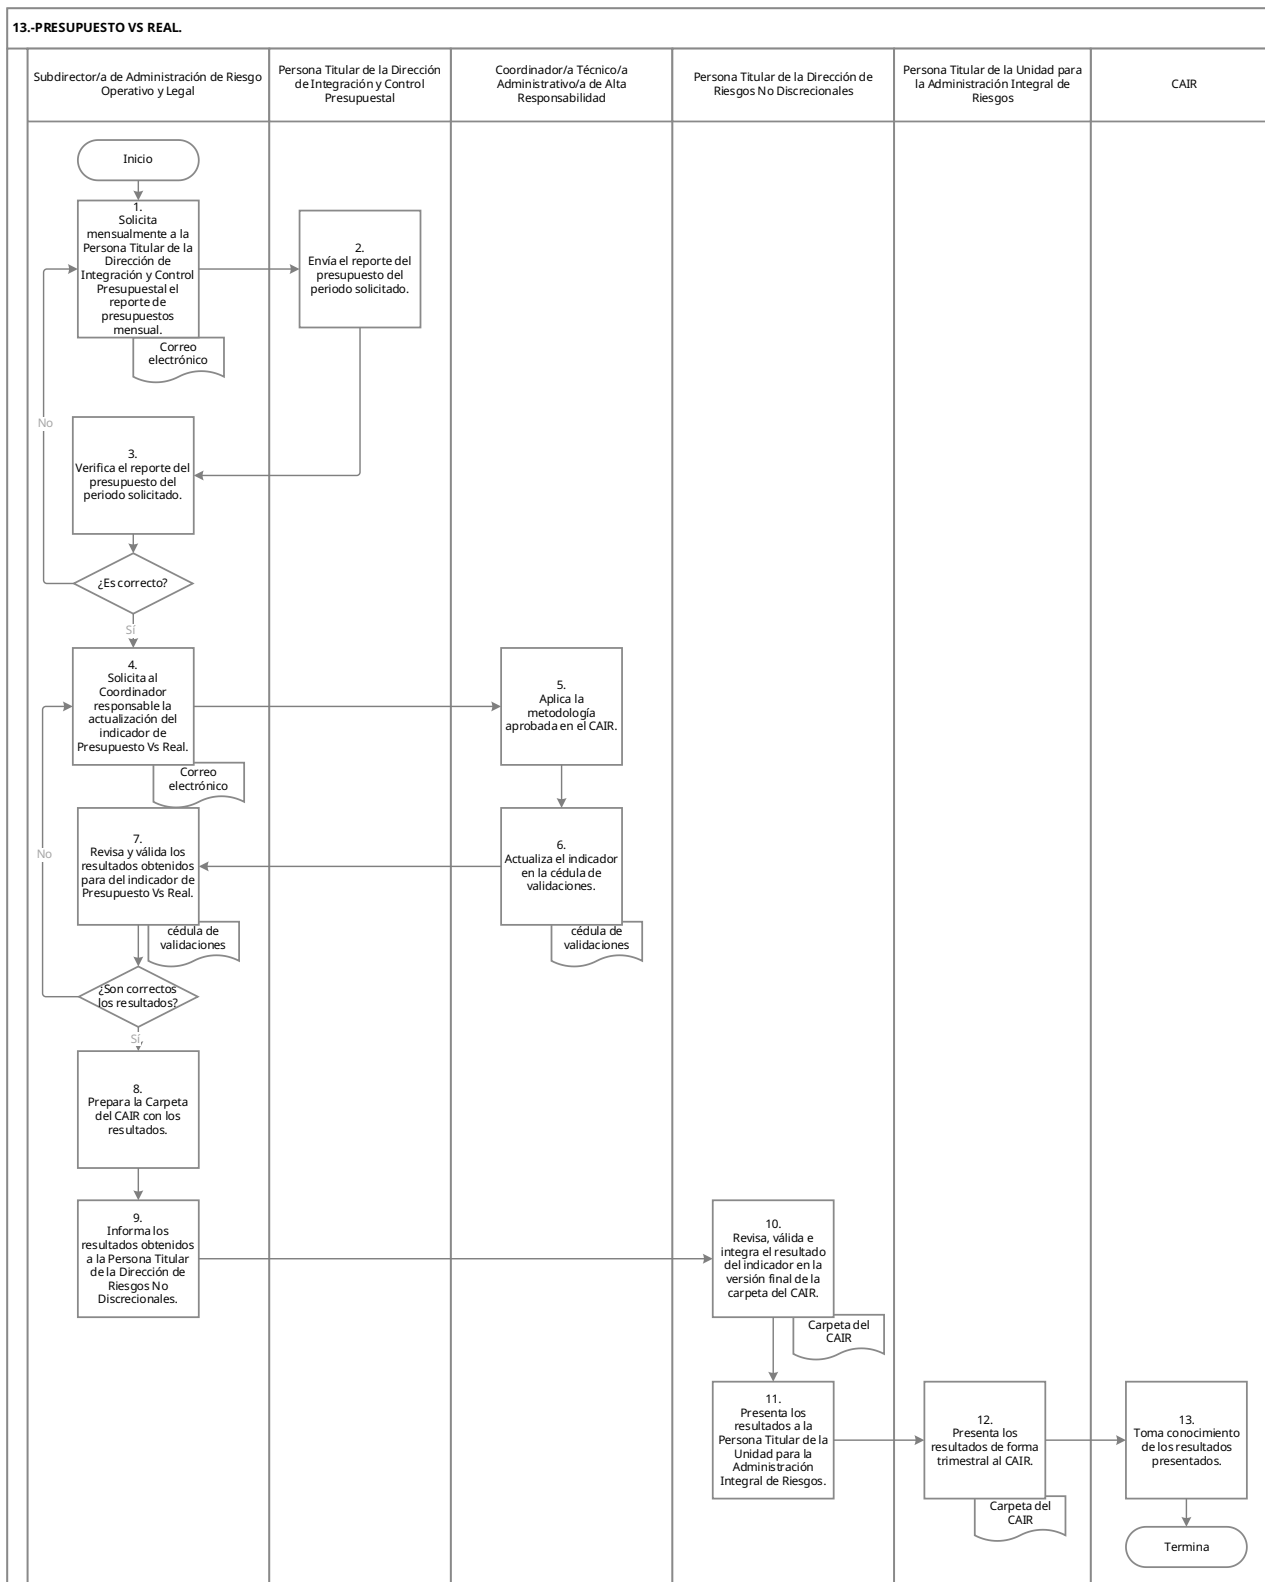 13.-PRESUPUESTO VS REAL.
Subdirector/a de Administración de Riesgo
Operativo y Legal
Persona Titular de la Dirección
de Integración y Control
Presupuestal
Coordinador/a Técnico/a
Administrativo/a de Alta
Responsabilidad
Persona Titular de la Dirección de
Riesgos No Discrecionales
Persona Titular de la Unidad para
la Administración Integral de
Riesgos
CAIR
Inicio
1.
Solicita
mensualmente a la
Persona Titular de la
Dirección de
Integración y Control
Presupuestal el
reporte de
presupuestos
mensual.
Correo
electrónico
2.
Envía el reporte del
presupuesto del
periodo solicitado.
No
3.
Verifica el reporte del
presupuesto del
periodo solicitado.
¿Es correcto?
Sí
4.
Solicita al
Coordinador
responsable la
actualización del
indicador de
Presupuesto Vs Real.
Correo
electrónico
5.
Aplica la
metodología
aprobada en el CAIR.
No
7.
Revisa y válida los
resultados obtenidos
para del indicador de
Presupuesto Vs Real.
cédula de
validaciones
6.
Actualiza el indicador
en la cédula de
validaciones.
cédula de
validaciones
¿Son correctos
los resultados?
Sí,
8.
Prepara la Carpeta
del CAIR con los
resultados.
9.
Informa los
resultados obtenidos
a la Persona Titular
de la Dirección de
Riesgos No
Discrecionales.
10.
Revisa, válida e
integra el resultado
del indicador en la
versión final de la
carpeta del CAIR.
Carpeta del
CAIR
11.
Presenta los
resultados a la
Persona Titular de la
Unidad para la
Administración
Integral de Riesgos.
12.
Presenta los
resultados de forma
trimestral al CAIR.
Carpeta del
CAIR
13.
Toma conocimiento
de los resultados
presentados.
Termina